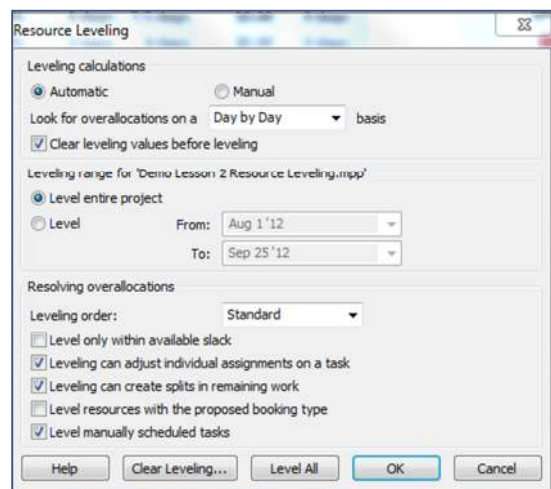 Resource Leveling
Leveling calculations
Automatic Manual
Look for overallocations on a Day by Day basis
Clear leveling values before leveling
Leveling range for 'Demo Lesson 2 Resource Leveling.mpp'
Level entire project
Level From: Aug 1 '12
To: Sep 25 '12
Resolving overallocations
Leveling order: Standard
Level only within available slack
Leveling can adjust individual assignments on a task
Leveling can create splits in remaining work
Level resources with the proposed booking type
Level manually scheduled tasks
Help Clear Leveling... Level All OK Cancel